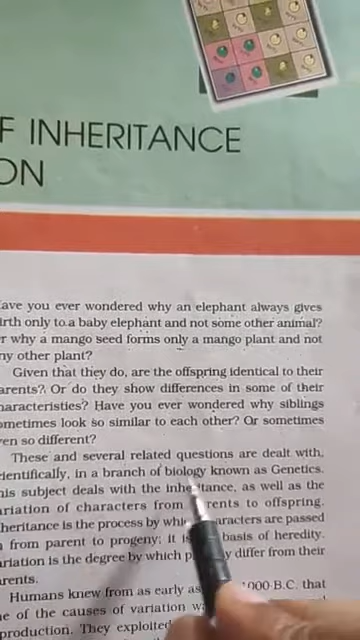 F INHERITANCE
ON
ave you ever wondered why an elephant always gives
irth only to a baby elephant and not some other animal?
r why a mango seed forms only a mango plant and not
ny other plant?
Given that they do, are the offspring identical to their
arents? Or do they show differences in some of their
haracteristics? Have you ever wondered why siblings
ometimes look so similar to each other? Or sometimes
ven so different?
These and several related questions are dealt with,
cientifically, in a branch of biology known as Genetics.
his subject deals with the inheritance, as well as the
ariation of characters from parents to offspring.
heritance is the process by which characters are passed
from parent to progeny; it is basis of heredity.
ariation is the degree by which differ from their
rents.
Humans knew from as early as 1000 B.C. that
e of the causes of variation
production. They exploited